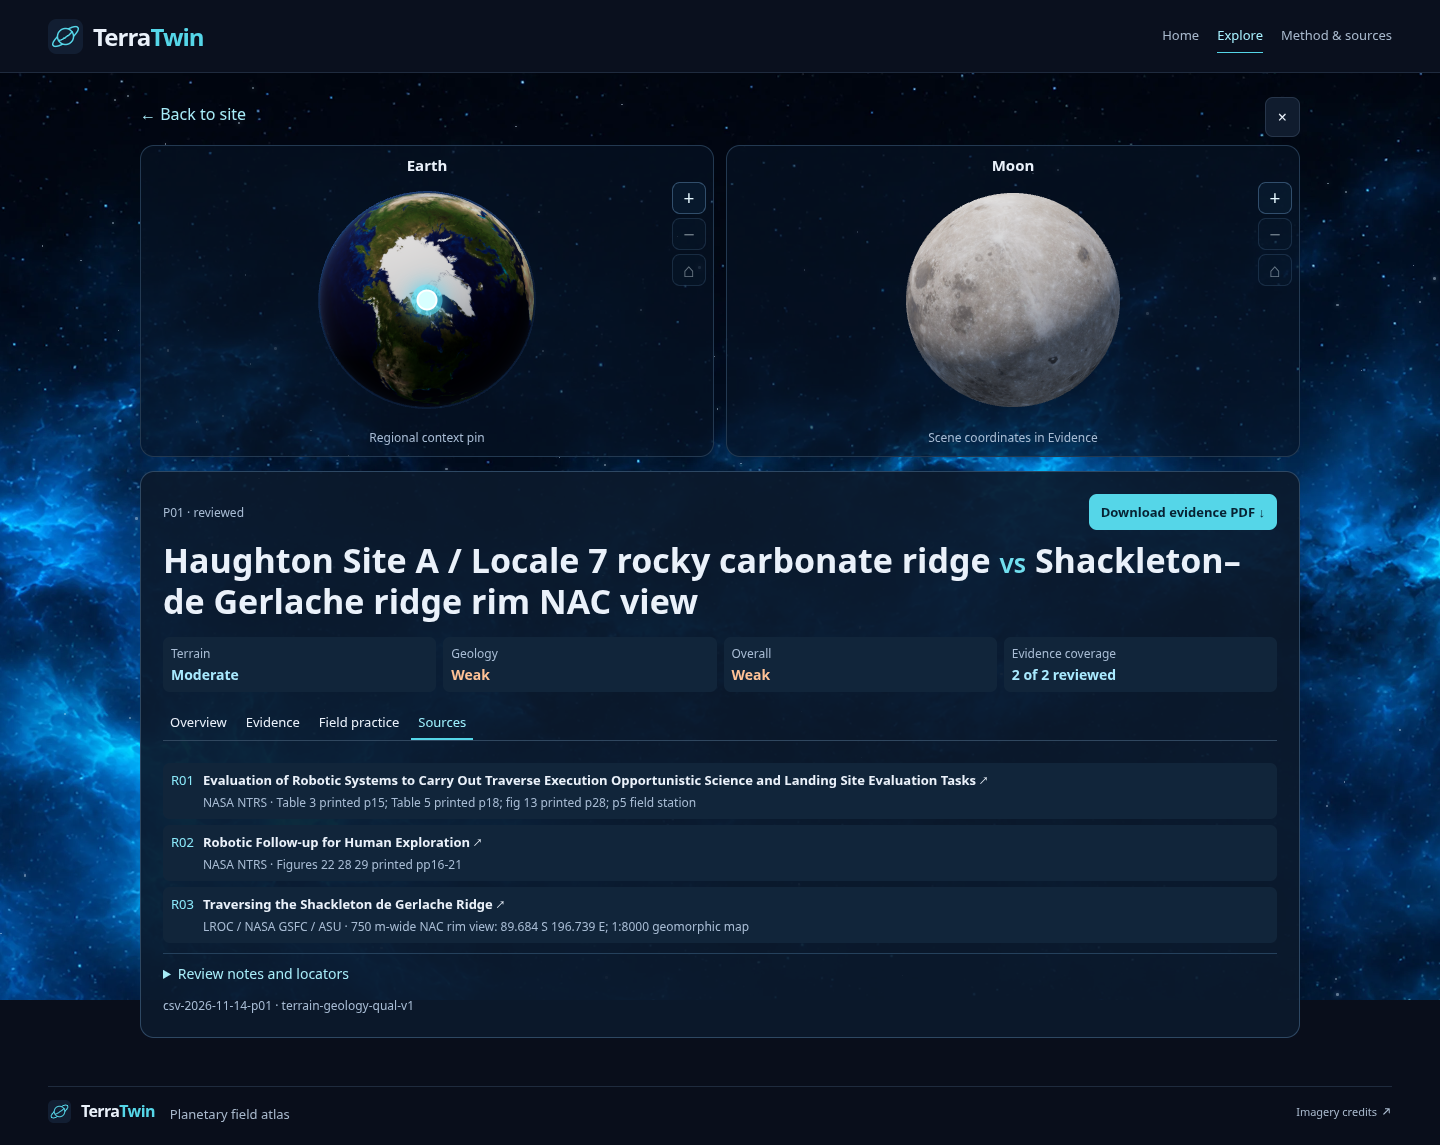 TerraTwin
Home Explore Method & sources
← Back to site
×
Earth
+
−
⌂
Regional context pin
Moon
+
−
⌂
Scene coordinates in Evidence
P01 · reviewed
Download evidence PDF ↓
Haughton Site A / Locale 7 rocky carbonate ridge vs Shackleton–
de Gerlache ridge rim NAC view
Terrain
Moderate
Geology
Weak
Overall
Weak
Evidence coverage
2 of 2 reviewed
Overview Evidence Field practice Sources
R01 Evaluation of Robotic Systems to Carry Out Traverse Execution Opportunistic Science and Landing Site Evaluation Tasks ↗
NASA NTRS · Table 3 printed p15; Table 5 printed p18; fig 13 printed p28; p5 field station
R02 Robotic Follow-up for Human Exploration ↗
NASA NTRS · Figures 22 28 29 printed pp16-21
R03 Traversing the Shackleton de Gerlache Ridge ↗
LROC / NASA GSFC / ASU · 750 m-wide NAC rim view: 89.684 S 196.739 E; 1:8000 geomorphic map
▶ Review notes and locators
csv-2026-11-14-p01 · terrain-geology-qual-v1
TerraTwin Planetary field atlas
Imagery credits ↗